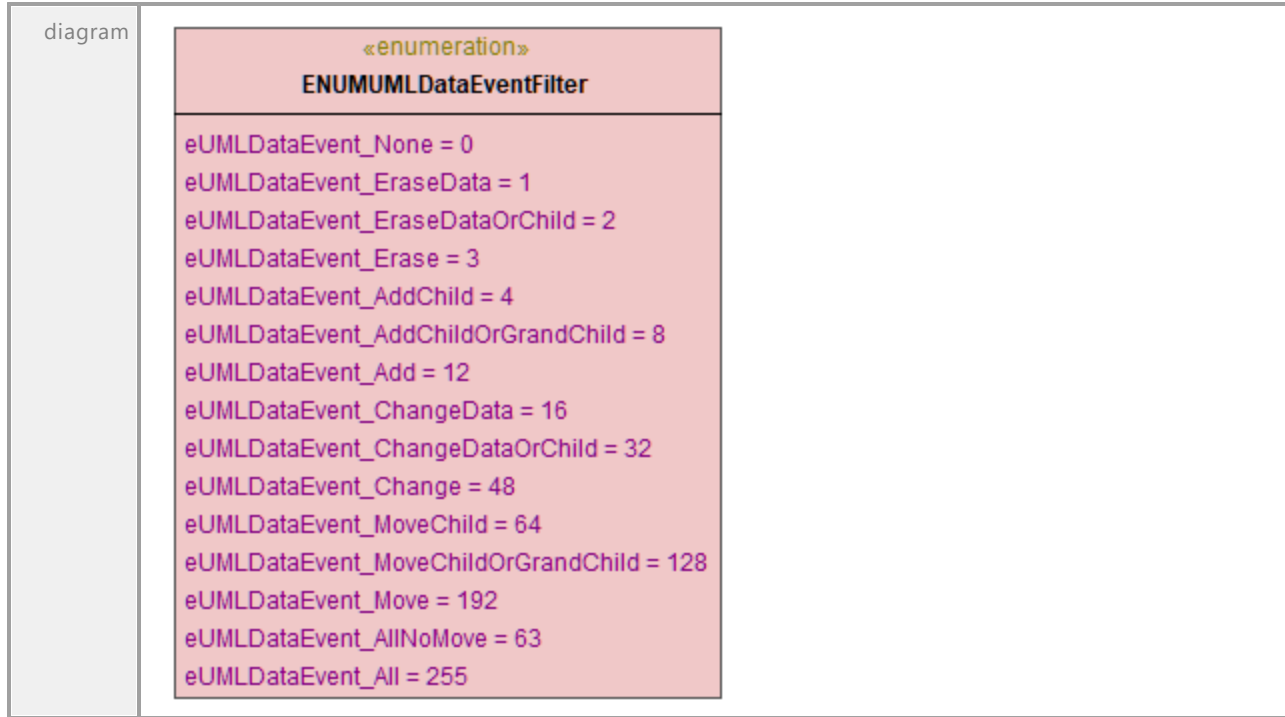 diagram
«enumeration»
ENUMUMLDataEventFilter
eUMLDataEvent_None = 0
eUMLDataEvent_EraseData = 1
eUMLDataEvent_EraseDataOrChild = 2
eUMLDataEvent_Erase = 3
eUMLDataEvent_AddChild = 4
eUMLDataEvent_AddChildOrGrandChild = 8
eUMLDataEvent_Add = 12
eUMLDataEvent_ChangeData = 16
eUMLDataEvent_ChangeDataOrChild = 32
eUMLDataEvent_Change = 48
eUMLDataEvent_MoveChild = 64
eUMLDataEvent_MoveChildOrGrandChild = 128
eUMLDataEvent_Move = 192
eUMLDataEvent_AllNoMove = 63
eUMLDataEvent_All = 255